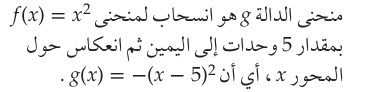 منحنى الدالة g هو انسحاب لمنحنى f(x) = x²
بمقدار 5 وحدات إلى اليمين ثم انعكاس حول
المحور x ، أي أن g(x) = −(x − 5)² .